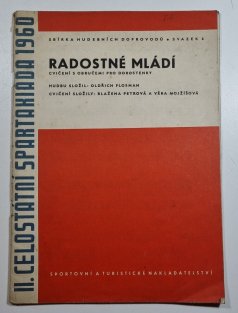 SBÍRKA HUDEBNÍCH DOPROVODŮ • SVAZEK 6
RADOSTNÉ MLÁDÍ
CVIČENÍ S OBRUČEMI PRO DOROSTENKY
HUDBU SLOŽIL: OLDŘICH FLOSMAN
CVIČENÍ SLOŽILY: BLAŽENA PETROVÁ A VĚRA MOJŽÍŠOVÁ
II. CELOSTÁTNÍ SPARTAKIÁDA 1960
SPORTOVNÍ A TURISTICKÉ NAKLADATELSTVÍ